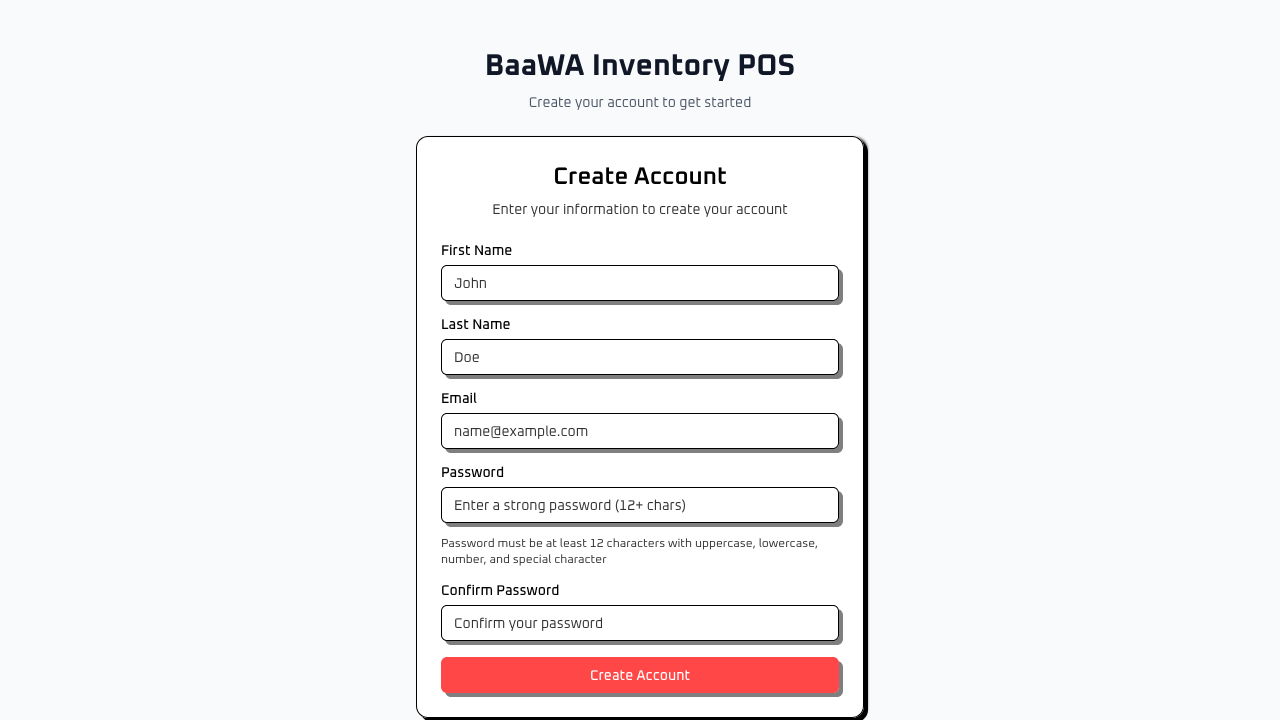 BaaWA Inventory POS
Create your account to get started
Create Account
Enter your information to create your account
First Name
John
Last Name
Doe
Email
name@example.com
Password
Enter a strong password (12+ chars)
Password must be at least 12 characters with uppercase, lowercase,
number, and special character
Confirm Password
Confirm your password
Create Account